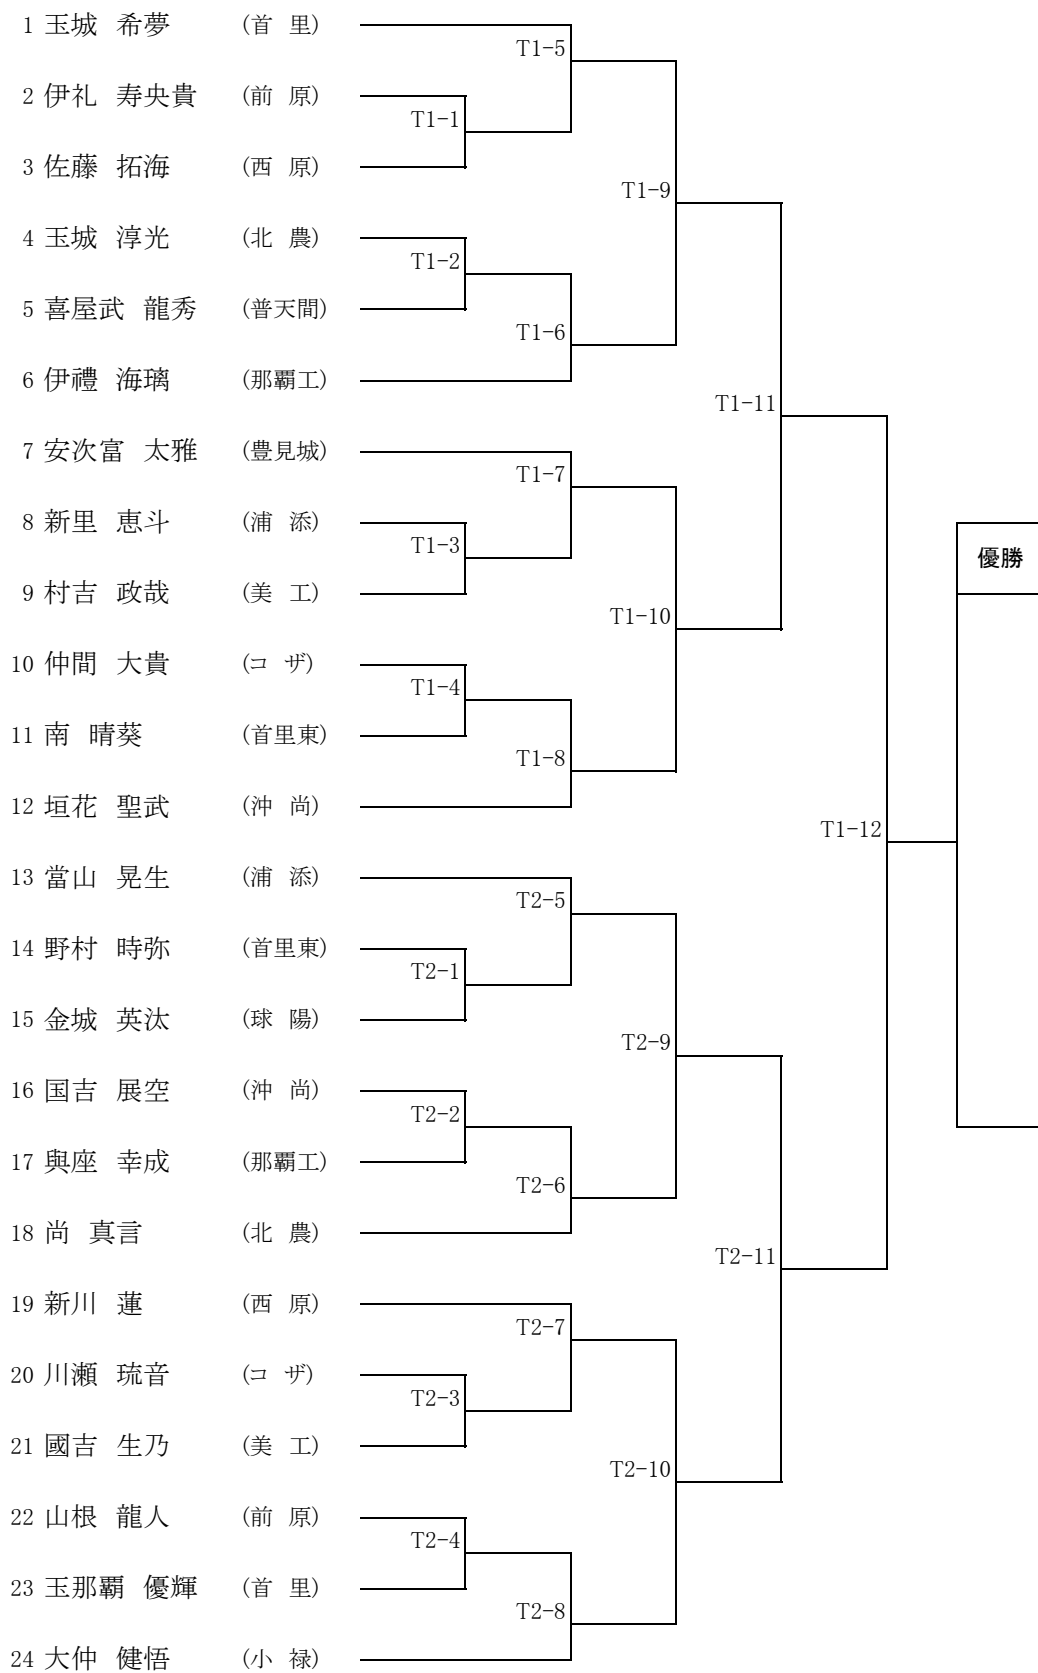 1 玉城 希夢 (首 里)
T1-5
2 伊礼 寿央貴 (前 原)
T1-1
3 佐藤 拓海 (西 原)
T1-9
4 玉城 淳光 (北 農)
T1-2
5 喜屋武 龍秀 (普天間)
T1-6
6 伊禮 海璃 (那覇工)
T1-11
7 安次富 太雅 (豊見城)
T1-7
8 新里 恵斗 (浦 添)
T1-3
優勝
9 村吉 政哉 (美 工)
T1-10
10 仲間 大貴 (コ ザ)
T1-4
11 南 晴葵 (首里東)
T1-8
12 垣花 聖武 (沖 尚)
T1-12
13 當山 晃生 (浦 添)
T2-5
14 野村 時弥 (首里東)
T2-1
15 金城 英汰 (球 陽)
T2-9
16 国吉 展空 (沖 尚)
T2-2
17 與座 幸成 (那覇工)
T2-6
18 尚 真言 (北 農)
T2-11
19 新川 蓮 (西 原)
T2-7
20 川瀬 琉音 (コ ザ)
T2-3
21 國吉 生乃 (美 工)
T2-10
22 山根 龍人 (前 原)
T2-4
23 玉那覇 優輝 (首 里)
T2-8
24 大仲 健悟 (小 禄)